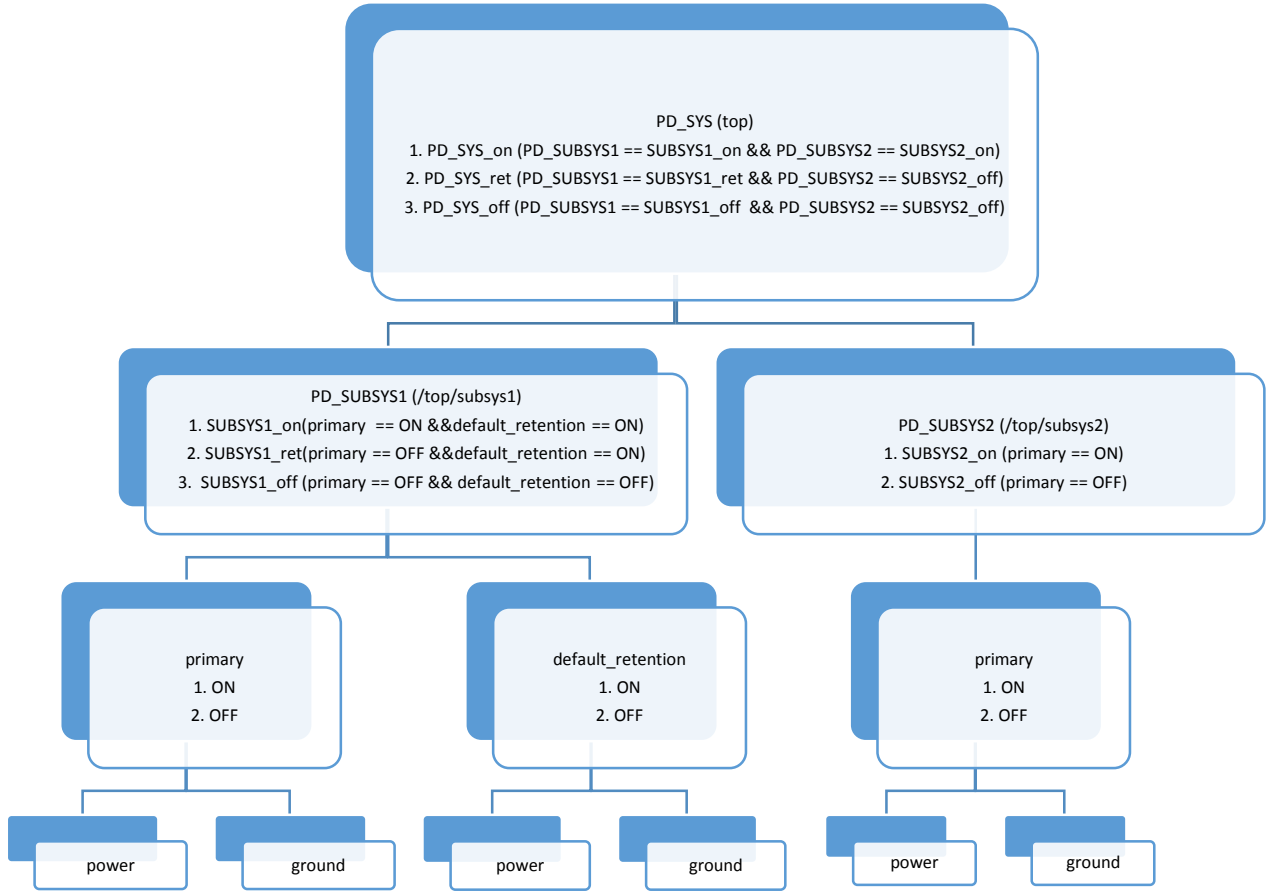 PD_SYS (top)
1. PD_SYS_on (PD_SUBSYS1 == SUBSYS1_on && PD_SUBSYS2 == SUBSYS2_on)
2. PD_SYS_ret (PD_SUBSYS1 == SUBSYS1_ret && PD_SUBSYS2 == SUBSYS2_off)
3. PD_SYS_off (PD_SUBSYS1 == SUBSYS1_off  && PD_SUBSYS2 == SUBSYS2_off)
PD_SUBSYS1 (/top/subsys1)
1. SUBSYS1_on(primary  == ON &&default_retention == ON)
2. SUBSYS1_ret(primary == OFF &&default_retention == ON)
3.  SUBSYS1_off (primary == OFF && default_retention == OFF)
PD_SUBSYS2 (/top/subsys2)
1. SUBSYS2_on (primary == ON)
2. SUBSYS2_off (primary == OFF)
primary
1. ON
2. OFF
default_retention
1. ON
2. OFF
primary
1. ON
2. OFF
power
ground
power
ground
power
ground